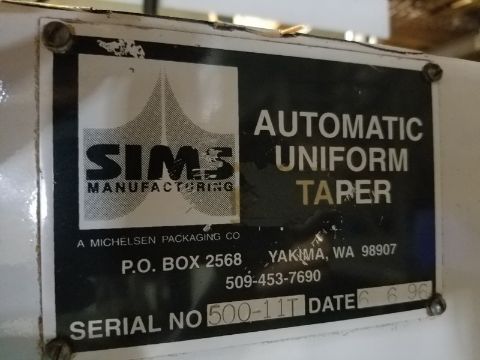 SIMS
MANUFACTURING
AUTOMATIC
UNIFORM
TAPER
A MICHELSEN PACKAGING CO
P.O. BOX 2568 YAKIMA, WA 98907
509-453-7690
SERIAL NO 500-11T DATE 6 6 96